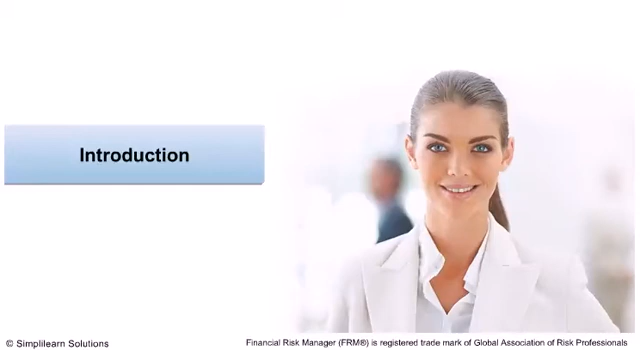 Introduction
© Simplilearn Solutions
Financial Risk Manager (FRM®) is registered trade mark of Global Association of Risk Professionals